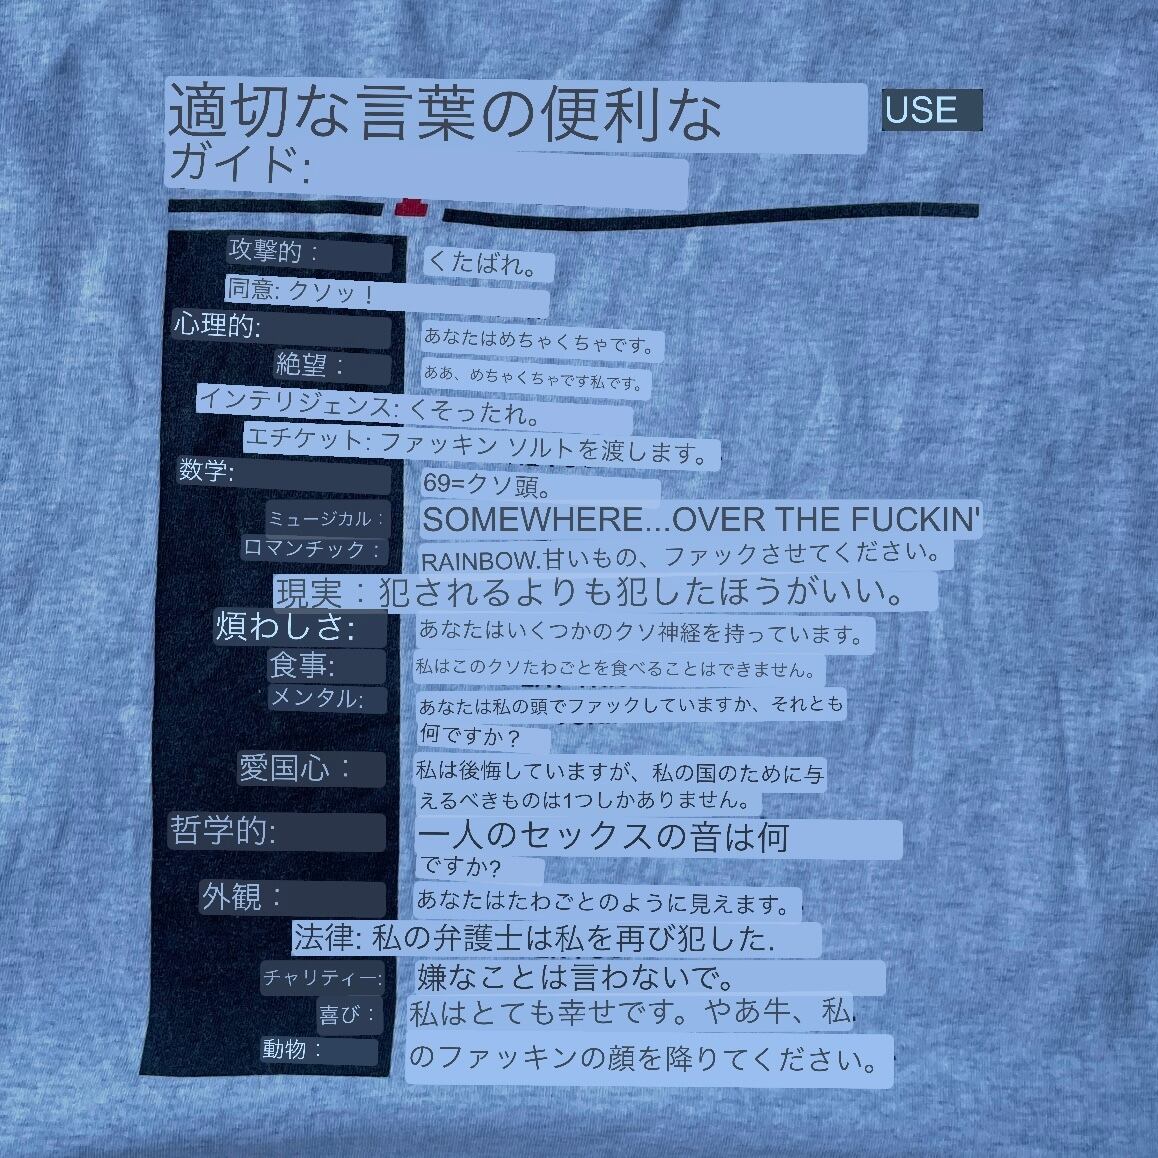 適切な言葉の便利な USE
ガイド:
攻撃的： くたばれ。
同意: クソッ！
心理的: あなたはめちゃくちゃです。
絶望： ああ、めちゃくちゃです私です。
インテリジェンス: くそったれ。
エチケット: ファッキン ソルトを渡します。
数学: 69=クソ頭。
ミュージカル： SOMEWHERE...OVER THE FUCKIN'
ロマンチック： RAINBOW.甘いもの、ファックさせてください。
現実：犯されるよりも犯したほうがいい。
煩わしさ: あなたはいくつかのクソ神経を持っています。
食事: 私はこのクソたわごとを食べることはできません。
メンタル: あなたは私の頭でファックしていますか、それとも
何ですか？
愛国心： 私は後悔していますが、私の国のために与
えるべきものは1つしかありません。
哲学的: 一人のセックスの音は何
ですか?
外観： あなたはたわごとのように見えます。
法律: 私の弁護士は私を再び犯した.
チャリティー: 嫌なことは言わないで。
喜び： 私はとても幸せです。やあ牛、私
動物： のファッキンの顔を降りてください。